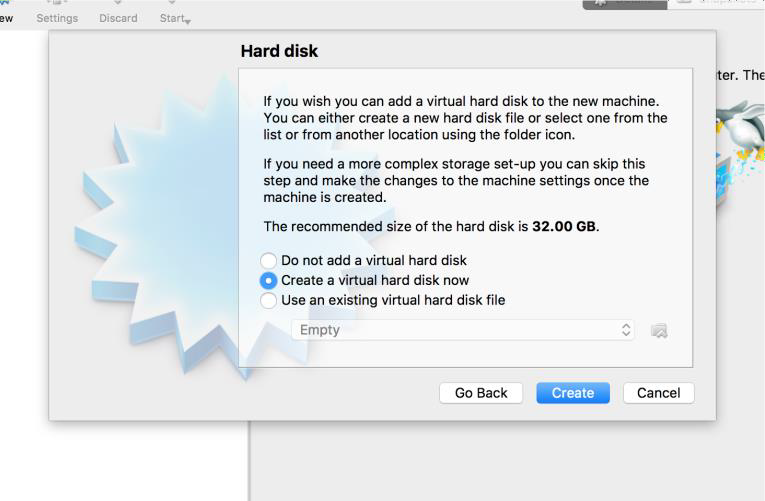 ew Settings Discard Start
Hard disk
ter. The
If you wish you can add a virtual hard disk to the new machine.
You can either create a new hard disk file or select one from the
list or from another location using the folder icon.
If you need a more complex storage set-up you can skip this
step and make the changes to the machine settings once the
machine is created.
The recommended size of the hard disk is 32.00 GB.
Do not add a virtual hard disk
Create a virtual hard disk now
Use an existing virtual hard disk file
Empty
Go Back Create Cancel